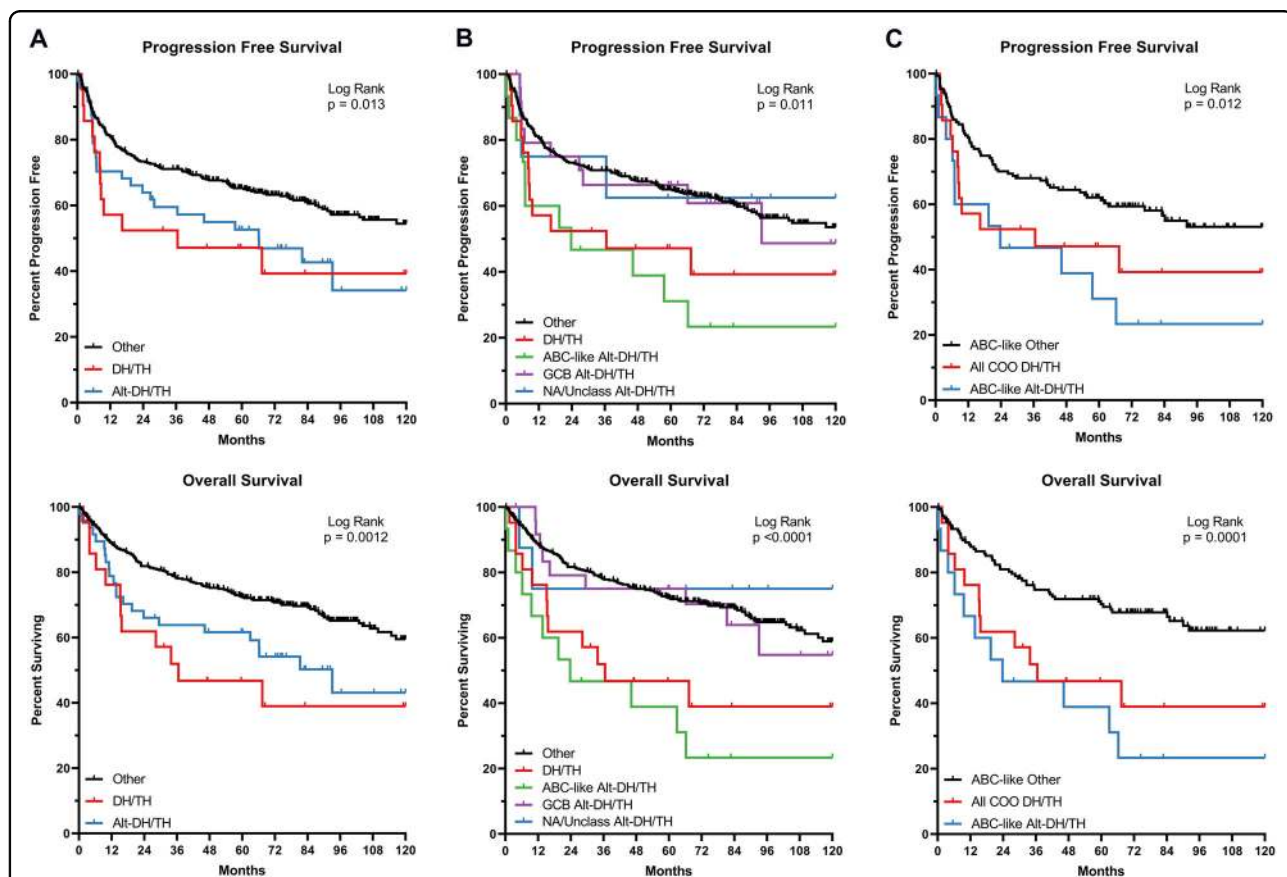 A
Progression Free Survival
Log Rank
p = 0.013
Percent Progression Free
100
80
60
40
20
0
Other
DH/TH
Alt-DH/TH
0 12 24 36 48 60 72 84 96 108 120
Months
B
Progression Free Survival
Log Rank
p = 0.011
Percent Progression Free
100
80
60
40
20
0
Other
DH/TH
ABC-like Alt-DH/TH
GCB Alt-DH/TH
NA/Unclass Alt-DH/TH
0 12 24 36 48 60 72 84 96 108 120
Months
C
Progression Free Survival
Log Rank
p = 0.012
Percent Progression Free
100
80
60
40
20
0
ABC-like Other
All COO DH/TH
ABC-like Alt-DH/TH
0 12 24 36 48 60 72 84 96 108 120
Months
Overall Survival
Log Rank
p = 0.0012
Percent Survivng
100
80
60
40
20
0
Other
DH/TH
Alt-DH/TH
0 12 24 36 48 60 72 84 96 108 120
Months
Overall Survival
Log Rank
p <0.0001
Percent Survivng
100
80
60
40
20
0
Other
DH/TH
ABC-like Alt-DH/TH
GCB Alt-DH/TH
NA/Unclass Alt-DH/TH
0 12 24 36 48 60 72 84 96 108 120
Months
Overall Survival
Log Rank
p = 0.0001
Percent Survivng
100
80
60
40
20
0
ABC-like Other
All COO DH/TH
ABC-like Alt-DH/TH
0 12 24 36 48 60 72 84 96 108 120
Months